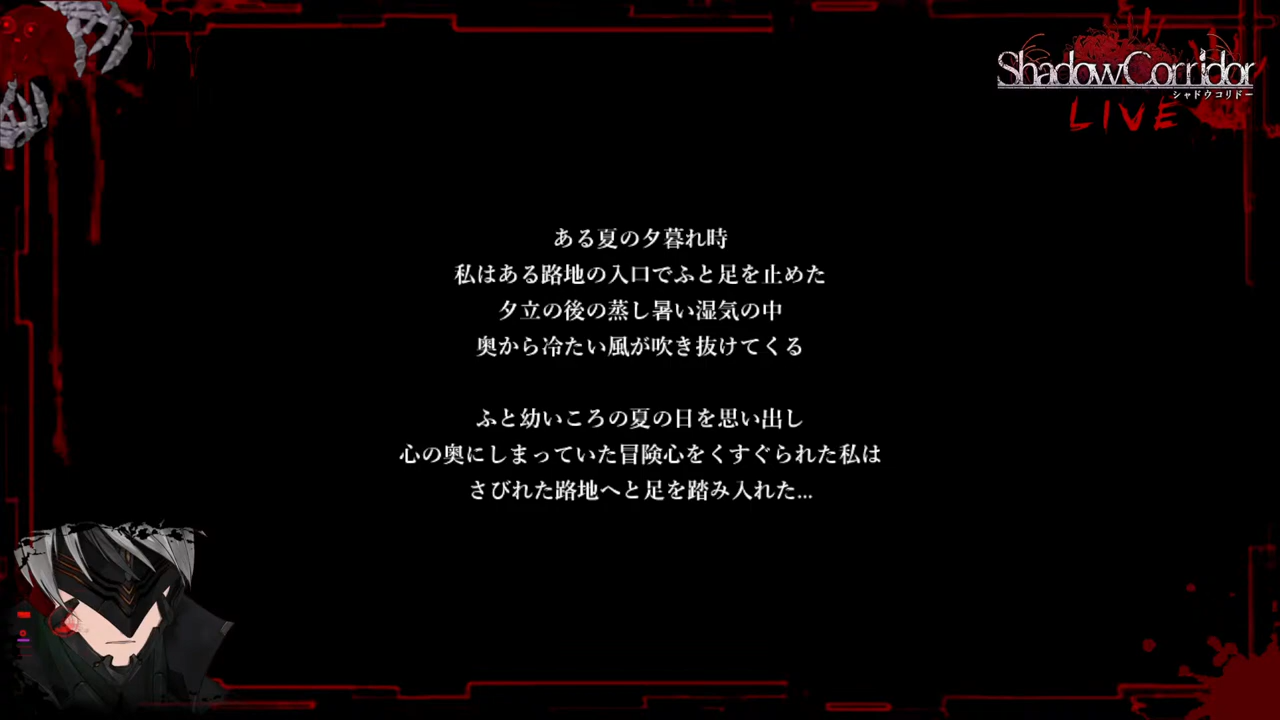 Shadow Corridor
シャドウコリドー
LIVE
ある夏の夕暮れ時
私はある路地の入口でふと足を止めた
夕立の後の蒸し暑い湿気の中
奥から冷たい風が吹き抜けてくる
ふと幼いころの夏の日を思い出し
心の奥にしまっていた冒険心をくすぐられた私は
さびれた路地へと足を踏み入れた...